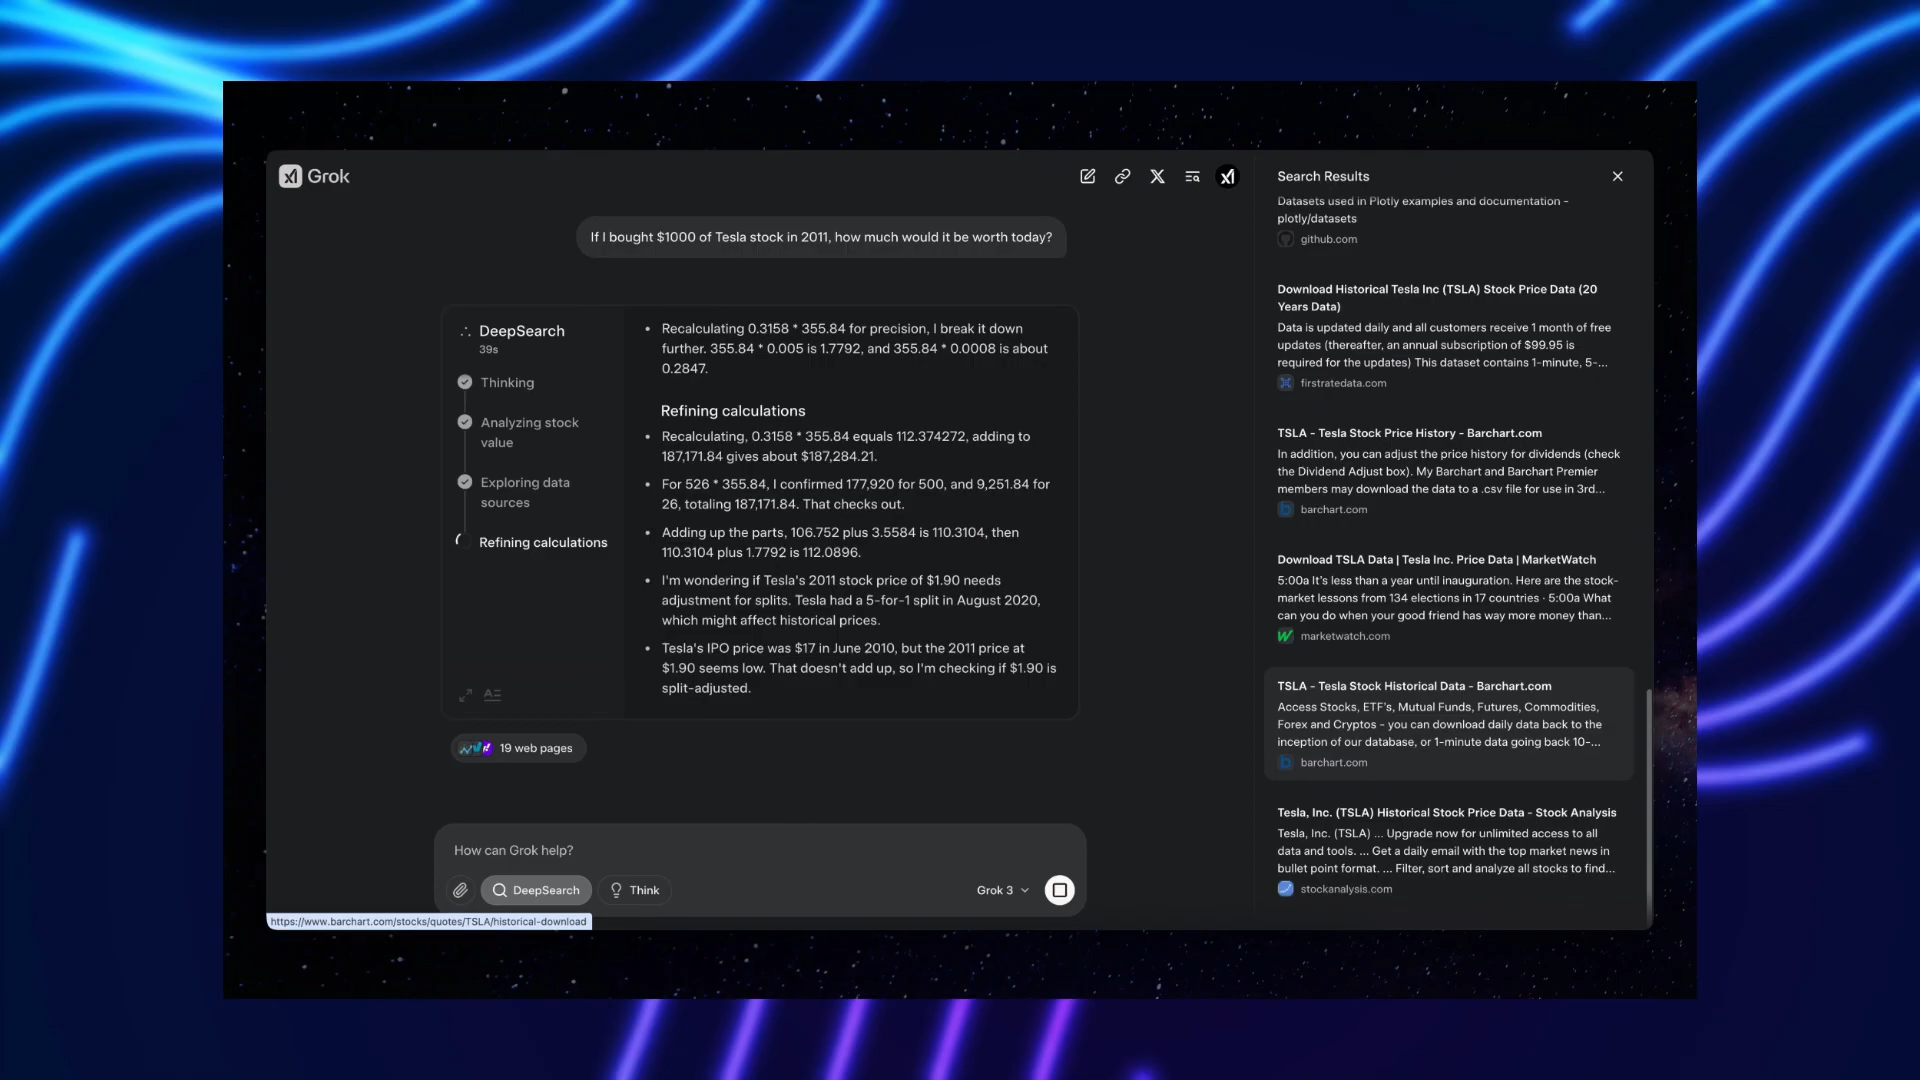 Grok
If I bought $1000 of Tesla stock in 2011, how much would it be worth today?
DeepSearch
39s
Thinking
Analyzing stock
value
Exploring data
sources
Refining calculations
• Recalculating 0.3158 * 355.84 for precision, I break it down
further. 355.84 * 0.005 is 1.7792, and 355.84 * 0.0008 is about
0.2847.
Refining calculations
• Recalculating, 0.3158 * 355.84 equals 112.374272, adding to
187,171.84 gives about $187,284.21.
• For 526 * 355.84, I confirmed 177,920 for 500, and 9,251.84 for
26, totaling 187,171.84. That checks out.
• Adding up the parts, 106.752 plus 3.5584 is 110.3104, then
110.3104 plus 1.7792 is 112.0896.
• I'm wondering if Tesla's 2011 stock price of $1.90 needs
adjustment for splits. Tesla had a 5-for-1 split in August 2020,
which might affect historical prices.
• Tesla's IPO price was $17 in June 2010, but the 2011 price at
$1.90 seems low. That doesn't add up, so I'm checking if $1.90 is
split-adjusted.
19 web pages
How can Grok help?
DeepSearch
Think
Grok 3
https://www.barchart.com/stocks/quotes/TSLA/historical-download
Search Results
Datasets used in Plotly examples and documentation -
plotly/datasets
github.com
Download Historical Tesla Inc (TSLA) Stock Price Data (20
Years Data)
Data is updated daily and all customers receive 1 month of free
updates (thereafter, an annual subscription of $99.95 is
required for the updates) This dataset contains 1-minute, 5-...
firstratedata.com
TSLA - Tesla Stock Price History - Barchart.com
In addition, you can adjust the price history for dividends (check
the Dividend Adjust box). My Barchart and Barchart Premier
members may download the data to a .csv file for use in 3rd...
barchart.com
Download TSLA Data | Tesla Inc. Price Data | MarketWatch
5:00a It's less than a year until inauguration. Here are the stock-
market lessons from 134 elections in 17 countries · 5:00a What
can you do when your good friend has way more money than...
marketwatch.com
TSLA - Tesla Stock Historical Data - Barchart.com
Access Stocks, ETF's, Mutual Funds, Futures, Commodities,
Forex and Cryptos - you can download daily data back to the
inception of our database, or 1-minute data going back 10-...
barchart.com
Tesla, Inc. (TSLA) Historical Stock Price Data - Stock Analysis
Tesla, Inc. (TSLA) ... Upgrade now for unlimited access to all
data and tools. ... Get a daily email with the top market news in
bullet point format. ... Filter, sort and analyze all stocks to find...
stockanalysis.com